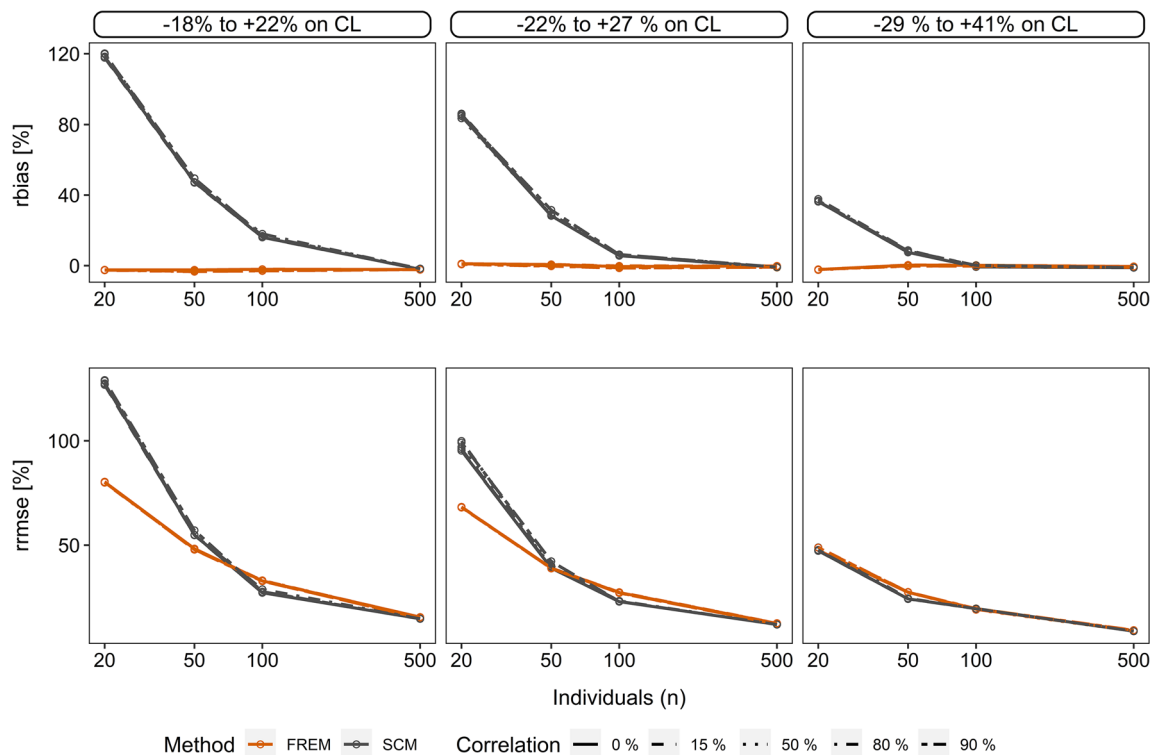 -18% to +22% on CL
-22% to +27 % on CL
-29 % to +41% on CL
rbias [%]
120
80
40
0
20 50 100 500
20 50 100 500
20 50 100 500
rrmse [%]
100
50
20 50 100 500
20 50 100 500
20 50 100 500
Individuals (n)
Method FREM SCM Correlation 0 % 15 % 50 % 80 % 90 %